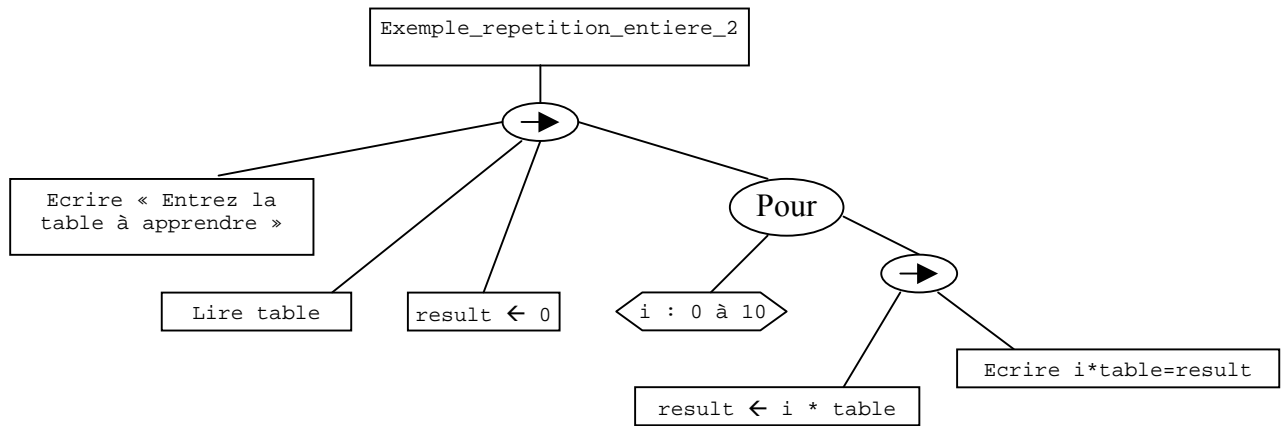 Exemple_repetition_entiere_2
Ecrire « Entrez la
table à apprendre »
Pour
Lire table
result ← 0
i : 0 à 10
result ← i * table
Ecrire i*table=result